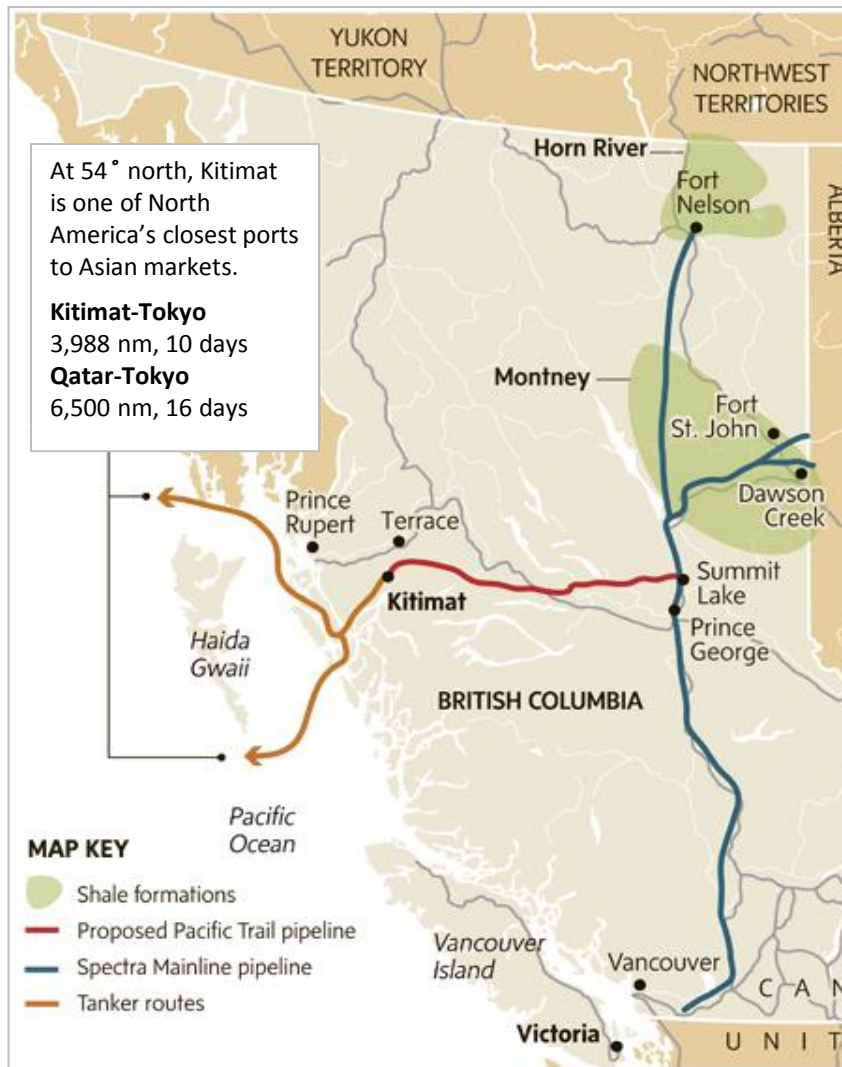 YUKON
TERRITORY
NORTHWEST
TERRITORIES
Horn River
Fort
Nelson
ALBERTA
At 54˚ north, Kitimat
is one of North
America's closest ports
to Asian markets.
Kitimat-Tokyo
3,988 nm, 10 days
Qatar-Tokyo
6,500 nm, 16 days
Montney
Fort
St. John
Dawson
Creek
Prince
Rupert
Terrace
Kitimat
Summit
Lake
Prince
George
Haida
Gwaii
BRITISH COLUMBIA
Pacific
Ocean
MAP KEY
Shale formations
Proposed Pacific Trail pipeline
Spectra Mainline pipeline
Tanker routes
Vancouver
Island
Vancouver
Victoria
C A N
U N I T